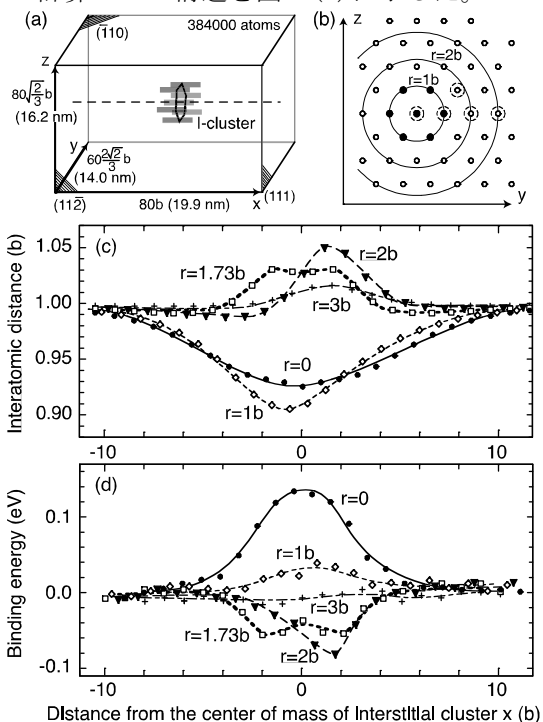 (a)
384000 atoms
(1̄10)
z
80√(2/3)b
(16.2 nm)
I-cluster
y
60 2√2/3 b
(14.0 nm)
(112̄)
80b (19.9 nm)
x
(111)
(b)
z
r=2b
r=1b
y
(c)
Interatomic distance (b)
1.05
1.00
0.95
0.90
r=1.73b
r=2b
r=3b
r=0
r=1b
-10
0
10
(d)
Binding energy (eV)
0.1
0.0
-0.1
r=0
r=1b
r=3b
r=1.73b
r=2b
-10
0
10
Distance from the center of mass of interstitial cluster x (b)